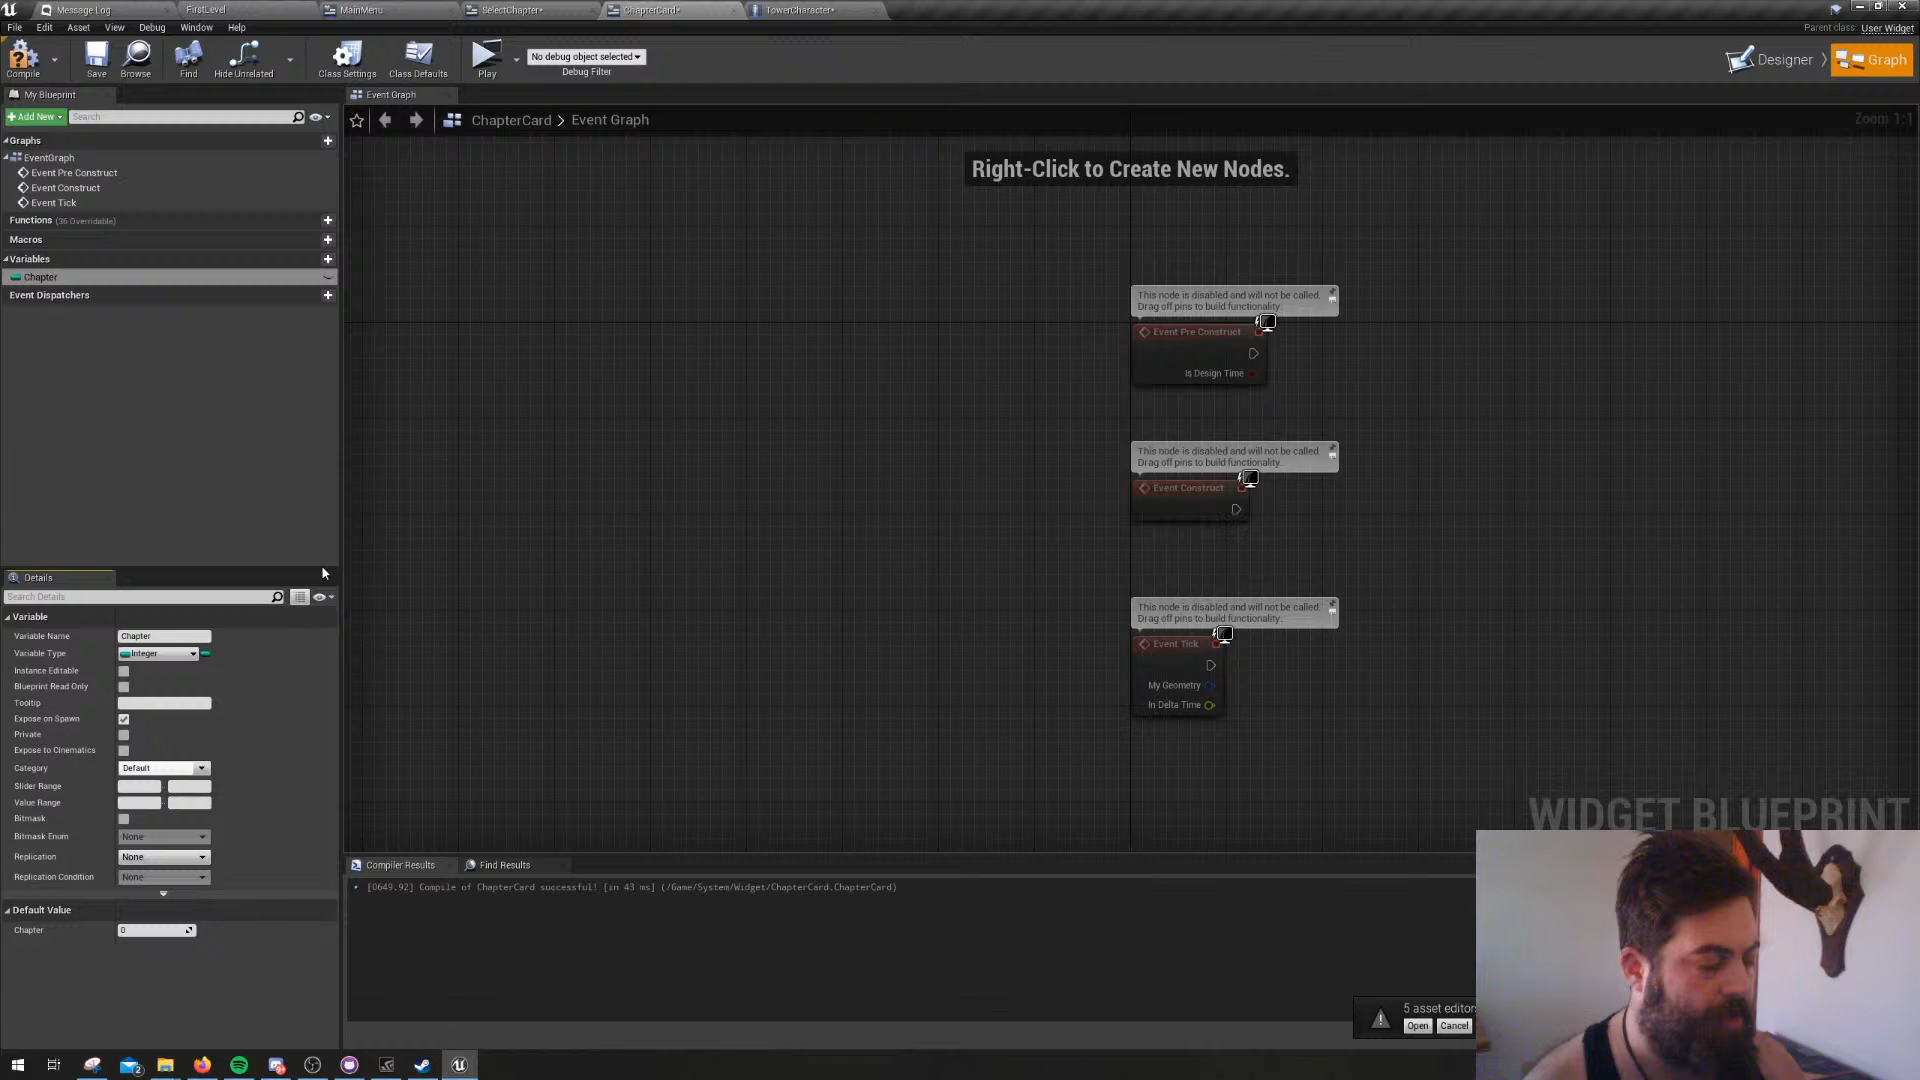 Message Log
FirstLevel
MainMenu
SelectChapter*
ChapterCard*
TowerCharacter*
File Edit Asset View Debug Window Help
Parent class: User Widget
Compile
Save
Browse
Find
Hide Unrelated
Class Settings
Class Defaults
Play
No debug object selected
Debug Filter
Designer
Graph
My Blueprint
Event Graph
+Add New
Search
ChapterCard > Event Graph
Zoom 1:1
Graphs
EventGraph
Event Pre Construct
Event Construct
Event Tick
Functions (36 Overridable)
Macros
Variables
Chapter
Event Dispatchers
Right-Click to Create New Nodes.
This node is disabled and will not be called.
Drag off pins to build functionality.
Event Pre Construct
Is Design Time
This node is disabled and will not be called.
Drag off pins to build functionality.
Event Construct
This node is disabled and will not be called.
Drag off pins to build functionality.
Event Tick
My Geometry
In Delta Time
WIDGET BLUEPRINT
Details
Search Details
Variable
Variable Name Chapter
Variable Type Integer
Instance Editable
Blueprint Read Only
Tooltip
Expose on Spawn
Private
Expose to Cinematics
Category Default
Slider Range
Value Range
Bitmask
Bitmask Enum None
Replication None
Replication Condition None
Default Value
Chapter 0
Compiler Results
Find Results
[0649.92] Compile of ChapterCard successful! [in 43 ms] (/Game/System/Widget/ChapterCard.ChapterCard)
5 asset editor
Open Cancel